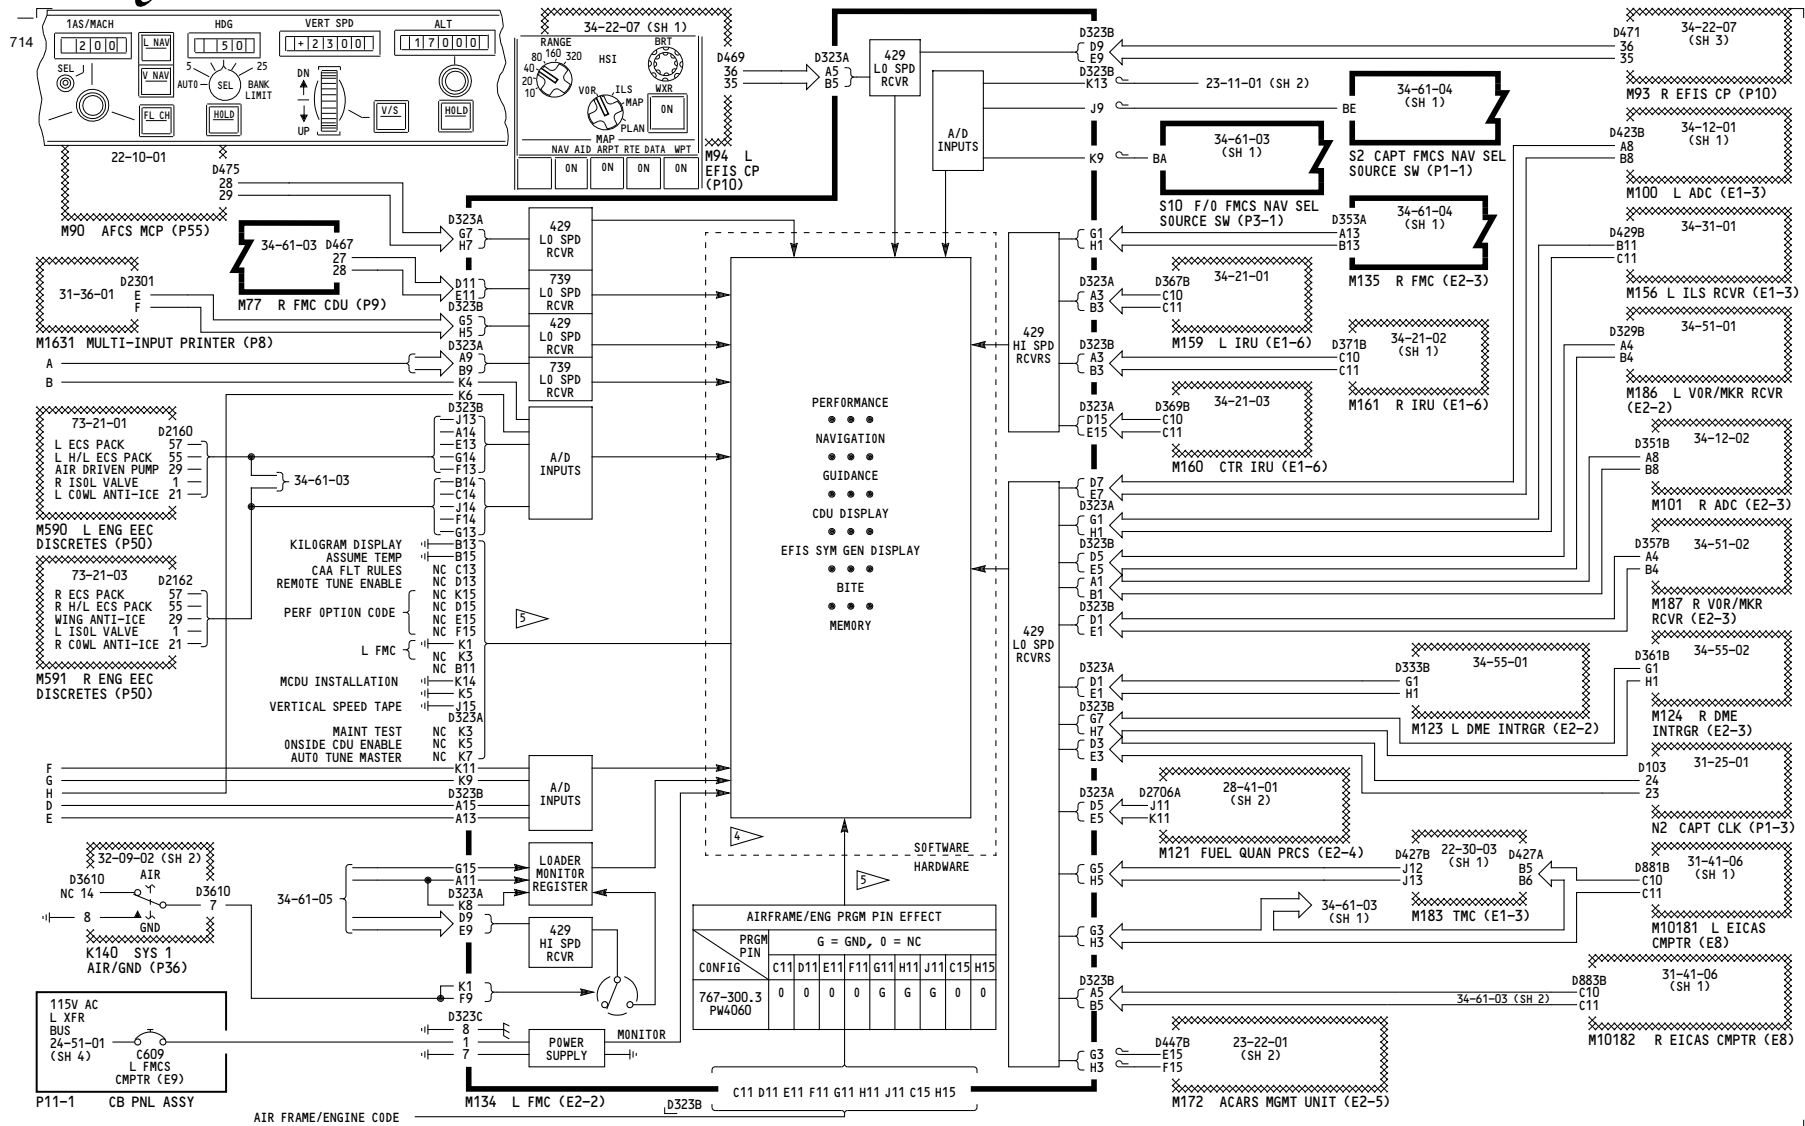 714
1AS/MACH
HDG
VERT SPD
ALT
200
50
+2300
17000
L NAV
V NAV
FL CH
SEL
5
25
AUTO
SEL
BANK
LIMIT
HOLD
DN
UP
V/S
HOLD
22-10-01
D475
28
29
M90 AFCS MCP (P55)
34-22-07 (SH 1)
RANGE
10
20
40
80
160
320
HSI
BRT
VOR
ILS
MAP
PLAN
WXR
ON
MAP
NAV AID ARPT RTE DATA WPT
ON ON ON ON
D469
36
35
M94 L
EFIS CP
(P10)
34-61-03
D467
27
28
M77 R FMC CDU (P9)
31-36-01
D2301
E
F
M1631 MULTI-INPUT PRINTER (P8)
A
B
73-21-01
D2160
L ECS PACK 57
L H/L ECS PACK 55
AIR DRIVEN PUMP 29
R ISOL VALVE 1
L COWL ANTI-ICE 21
M590 L ENG EEC
DISCRETES (P50)
34-61-03
73-21-03
D2162
R ECS PACK 57
R H/L ECS PACK 55
WING ANTI-ICE 29
L ISOL VALVE 1
R COWL ANTI-ICE 21
M591 R ENG EEC
DISCRETES (P50)
F
G
H
D
E
32-09-02 (SH 2)
AIR
D3610
NC 14
D3610
7
8
GND
K140 SYS 1
AIR/GND (P36)
34-61-05
115V AC
L XFR
BUS
24-51-01
(SH 4)
C609
L FMCS
CMPTR (E9)
P11-1 CB PNL ASSY
D323A
G7
H7
D11
E11
D323B
G5
H5
D323A
A9
B9
K4
K6
D323B
J13
A14
E13
G14
F13
B14
C14
J14
F14
G13
KILOGRAM DISPLAY B13
ASSUME TEMP B15
CAA FLT RULES NC C13
REMOTE TUNE ENABLE NC D13
NC K15
PERF OPTION CODE NC D15
NC E15
NC F15
L FMC K1
NC K3
NC B11
MCDU INSTALLATION K14
K5
VERTICAL SPEED TAPE J15
D323A
MAINT TEST NC K3
ONSIDE CDU ENABLE NC K5
AUTO TUNE MASTER NC K7
K11
K9
D323B
A15
A13
G15
A11
D323A
K8
D9
E9
K1
F9
D323C
8
1
7
429
LO SPD
RCVR
739
LO SPD
RCVR
429
LO SPD
RCVR
739
LO SPD
RCVR
A/D
INPUTS
5
A/D
INPUTS
LOADER
MONITOR
REGISTER
429
HI SPD
RCVR
POWER
SUPPLY
MONITOR
D323A
A5
B5
429
LO SPD
RCVR
A/D
INPUTS
PERFORMANCE
NAVIGATION
GUIDANCE
CDU DISPLAY
EFIS SYM GEN DISPLAY
BITE
MEMORY
4
SOFTWARE
HARDWARE
5
AIRFRAME/ENG PRGM PIN EFFECT
PRGM
PIN
CONFIG
G = GND, 0 = NC
C11 D11 E11 F11 G11 H11 J11 C15 H15
767-300.3
PW4060
0 0 0 0 G G G 0 0
C11 D11 E11 F11 G11 H11 J11 C15 H15
M134 L FMC (E2-2)
D323B
AIR FRAME/ENGINE CODE
429
HI SPD
RCVRS
429
LO SPD
RCVRS
D323B
D9
E9
D323B
K13
J9
K9
G1
H1
D323A
A3
B3
D323B
A3
B3
D323A
D15
E15
D7
E7
D323A
G1
H1
D323B
D5
E5
A1
B1
D323B
D1
E1
D323A
D1
E1
D323B
G7
H7
D3
E3
D323A
D5
E5
G5
H5
G3
H3
D323B
A5
B5
G3
H3
23-11-01 (SH 2)
BE
34-61-04
(SH 1)
S2 CAPT FMCS NAV SEL
SOURCE SW (P1-1)
BA
34-61-03
(SH 1)
S10 F/O FMCS NAV SEL
SOURCE SW (P3-1)
D353A
A13
B13
34-61-04
(SH 1)
M135 R FMC (E2-3)
D367B
C10
C11
34-21-01
M159 L IRU (E1-6)
D371B
C10
C11
34-21-02
(SH 1)
M161 R IRU (E1-6)
D369B
C10
C11
34-21-03
M160 CTR IRU (E1-6)
D333B
G1
H1
34-55-01
M123 L DME INTRGR (E2-2)
D2706A
J11
K11
28-41-01
(SH 2)
M121 FUEL QUAN PRCS (E2-4)
D427B
J12
J13
22-30-03
(SH 1)
D427A
B5
B6
M183 TMC (E1-3)
34-61-03
(SH 1)
34-61-03 (SH 2)
D447B
E15
F15
23-22-01
(SH 2)
M172 ACARS MGMT UNIT (E2-5)
D471
36
35
34-22-07
(SH 3)
M93 R EFIS CP (P10)
D423B
A8
B8
34-12-01
(SH 1)
M100 L ADC (E1-3)
D429B
B11
C11
34-31-01
M156 L ILS RCVR (E1-3)
D329B
A4
B4
34-51-01
M186 L VOR/MKR RCVR
(E2-2)
D351B
A8
B8
34-12-02
M101 R ADC (E2-3)
D357B
A4
B4
34-51-02
M187 R VOR/MKR
RCVR (E2-3)
D361B
G1
H1
34-55-02
M124 R DME
INTRGR (E2-3)
D103
24
23
31-25-01
N2 CAPT CLK (P1-3)
D881B
C10
C11
31-41-06
(SH 1)
M10181 L EICAS
CMPTR (E8)
D883B
C10
C11
31-41-06
(SH 1)
M10182 R EICAS CMPTR (E8)